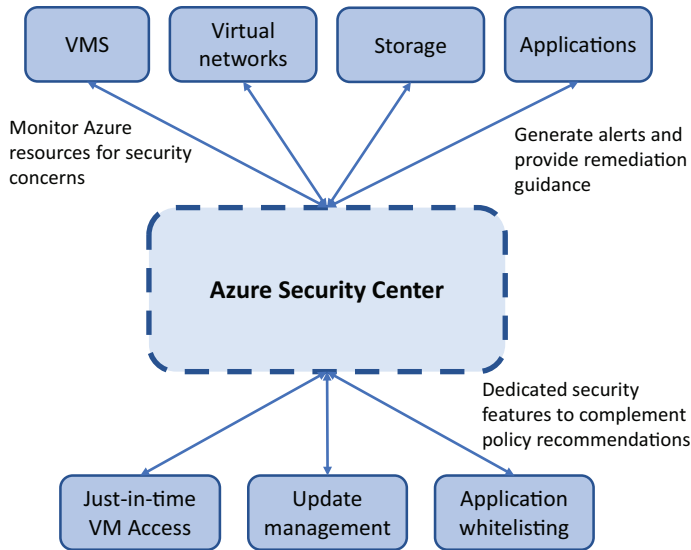 VMS
Virtual
networks
Storage
Applications
Monitor Azure
resources for security
concerns
Generate alerts and
provide remediation
guidance
Azure Security Center
Dedicated security
features to complement
policy recommendations
Just-in-time
VM Access
Update
management
Application
whitelisting